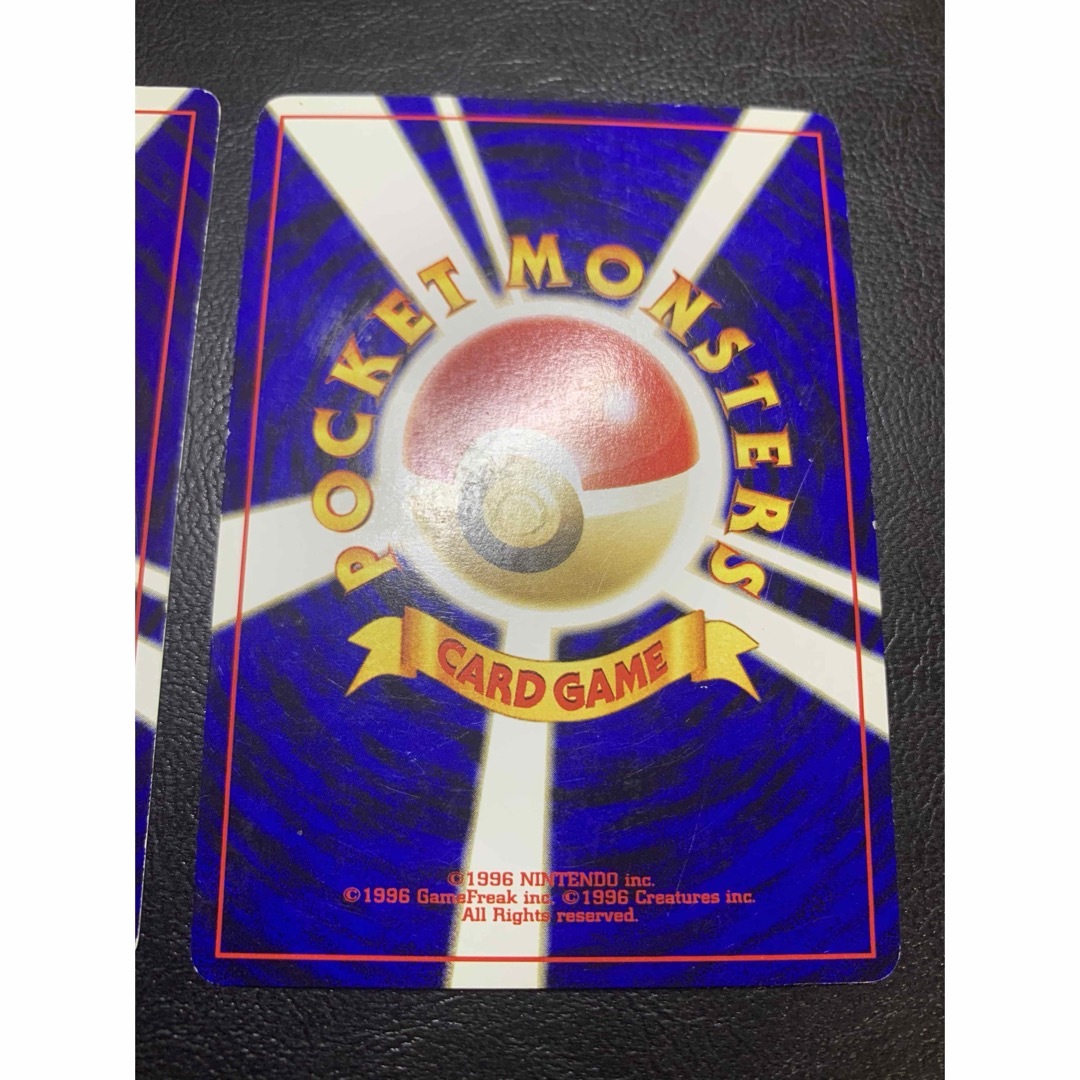 POCKET MONSTERS
CARD GAME
©1996 NINTENDO inc.
©1996 GameFreak inc. ©1996 Creatures inc.
All Rights reserved.